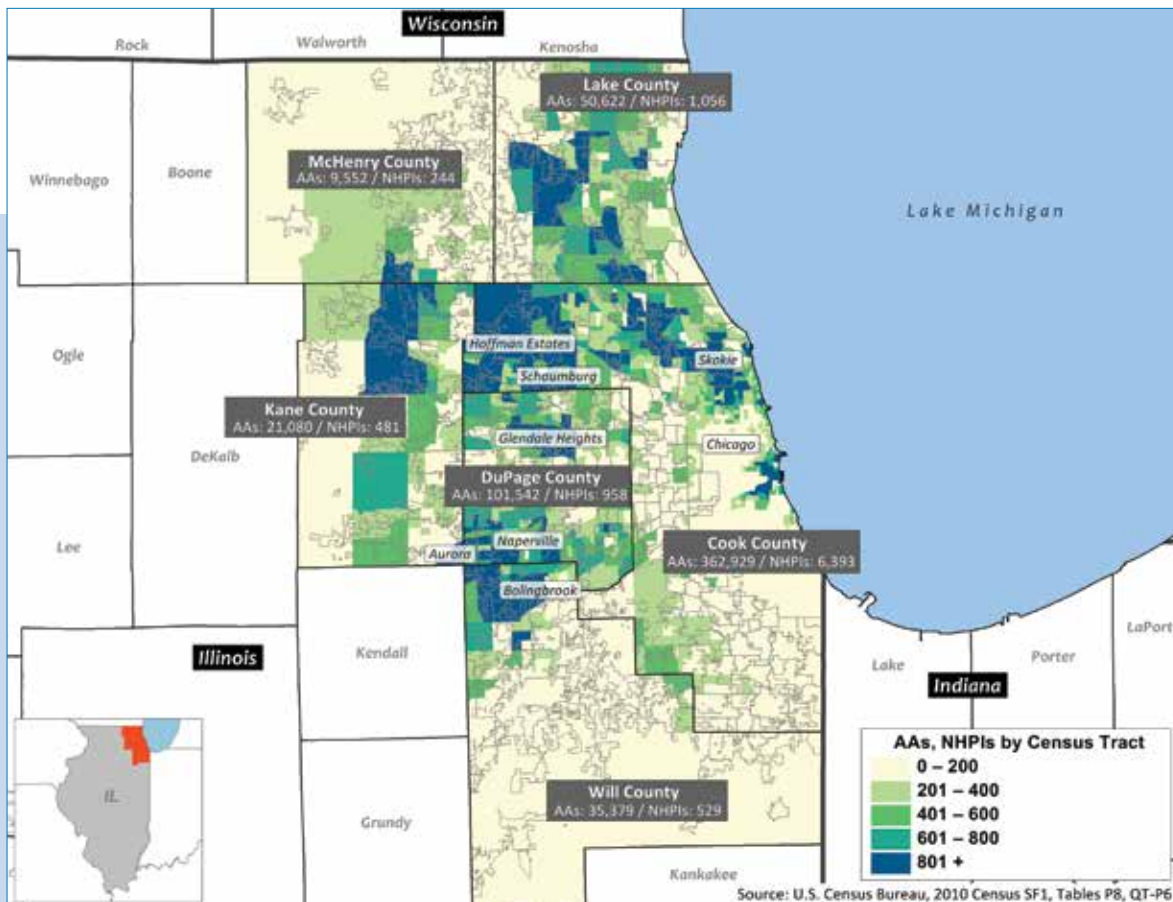 Wisconsin
Rock
Walworth
Kenosha
Lake County
AAs: 50,622 / NHPIs: 1,056
McHenry County
AAs: 9,552 / NHPIs: 244
Winnebago
Boone
Lake Michigan
Ogle
Hoffman Estates
Skokie
Schaumburg
Kane County
AAs: 21,080 / NHPIs: 481
Glendale Heights
Chicago
DeKalb
DuPage County
AAs: 101,542 / NHPIs: 958
Lee
Naperville
Aurora
Cook County
AAs: 362,929 / NHPIs: 6,393
Bolingbrook
Illinois
Kendall
Lake
Porter
LaPort
Indiana
IL
AAs, NHPIs by Census Tract
0 – 200
201 – 400
401 – 600
601 – 800
801 +
Will County
AAs: 35,379 / NHPIs: 529
Grundy
Kankakee
Source: U.S. Census Bureau, 2010 Census SF1, Tables P8, QT-P6